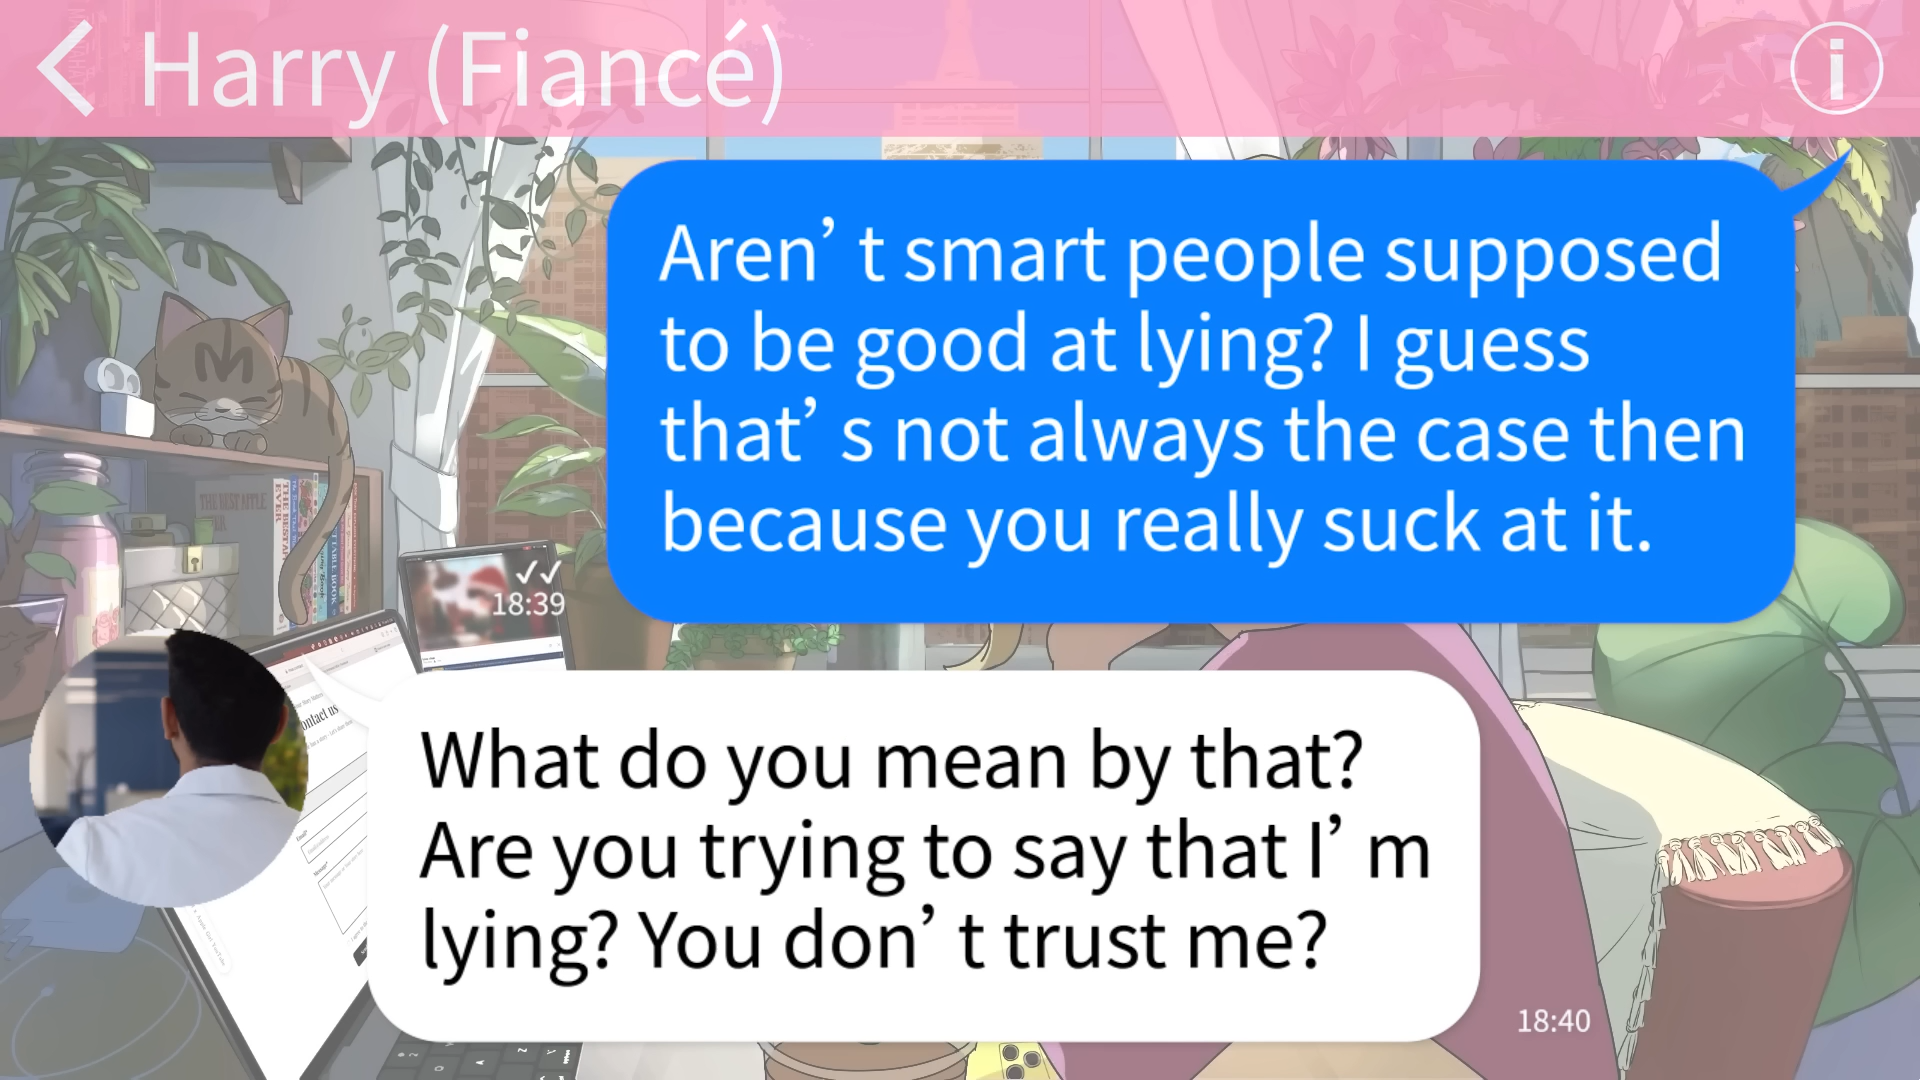 Harry (Fiancé)
i
Aren’t smart people supposed
to be good at lying? I guess
that’s not always the case then
because you really suck at it.
18:39
What do you mean by that?
Are you trying to say that I’m
lying? You don’t trust me?
18:40